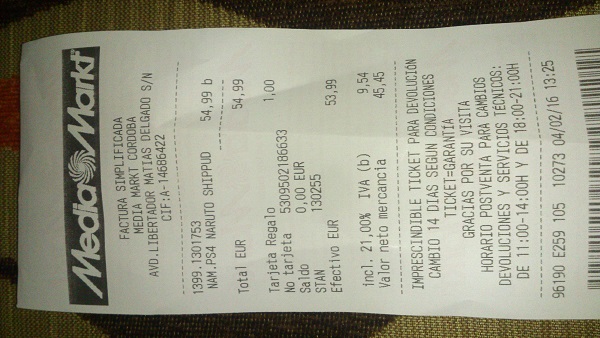 Media Markt
FACTURA SIMPLIFICADA
MEDIA MARKT CORDOBA
AVD.LIBERTADOR MATIAS DELGADO S/N
CIF:A-14686422
1399.1301753
NAM.PS4 NARUTO SHIPPUD 54,99 b
Total EUR 54,99
Tarjeta Regalo 1,00
No tarjeta 5309502186633
Saldo 0,00 EUR
STAN 130255
Efectivo EUR 53,99
incl. 21,00% IVA (b) 9,54
Valor neto mercancia 45,45
IMPRESCINDIBLE TICKET PARA DEVOLUCIÓN
CAMBIO 14 DIAS SEGUN CONDICIONES
TICKET=GARANTIA
GRACIAS POR SU VISITA
HORARIO POSTVENTA PARA CAMBIOS
DEVOLUCIONES Y SERVICIOS TÉCNICOS:
DE 11:00-14:00H Y DE 18:00-21:00H
96190 E259 105 10273 04/02/16 13:25